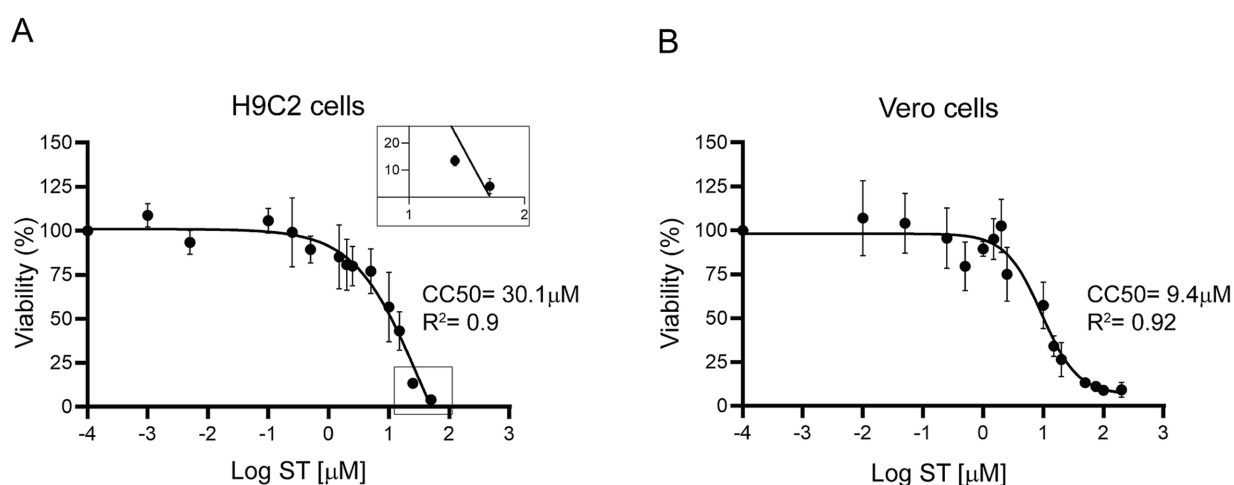 A
H9C2 cells
150
125
100
75
50
25
0
Viability (%)
-4 -3 -2 -1 0 1 2 3
Log ST [μM]
20
10
1 2
CC50= 30.1μM
R²= 0.9
B
Vero cells
150
125
100
75
50
25
0
Viability (%)
-4 -3 -2 -1 0 1 2 3
Log ST [μM]
CC50= 9.4μM
R²= 0.92